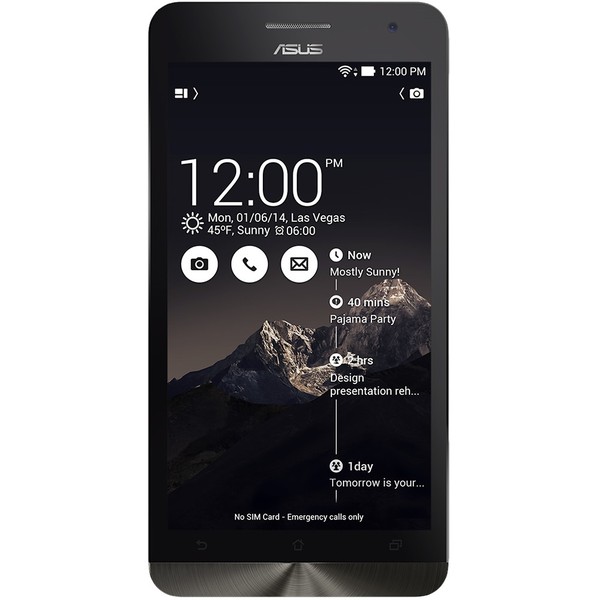 ASUS
12:00 PM
12:00 PM
Mon, 01/06/14, Las Vegas
45ºF, Sunny 06:00
Now
Mostly Sunny!
40 mins
Pajama Party
2 hrs
Design
presentation reh...
1day
Tomorrow is your...
No SIM Card - Emergency calls only